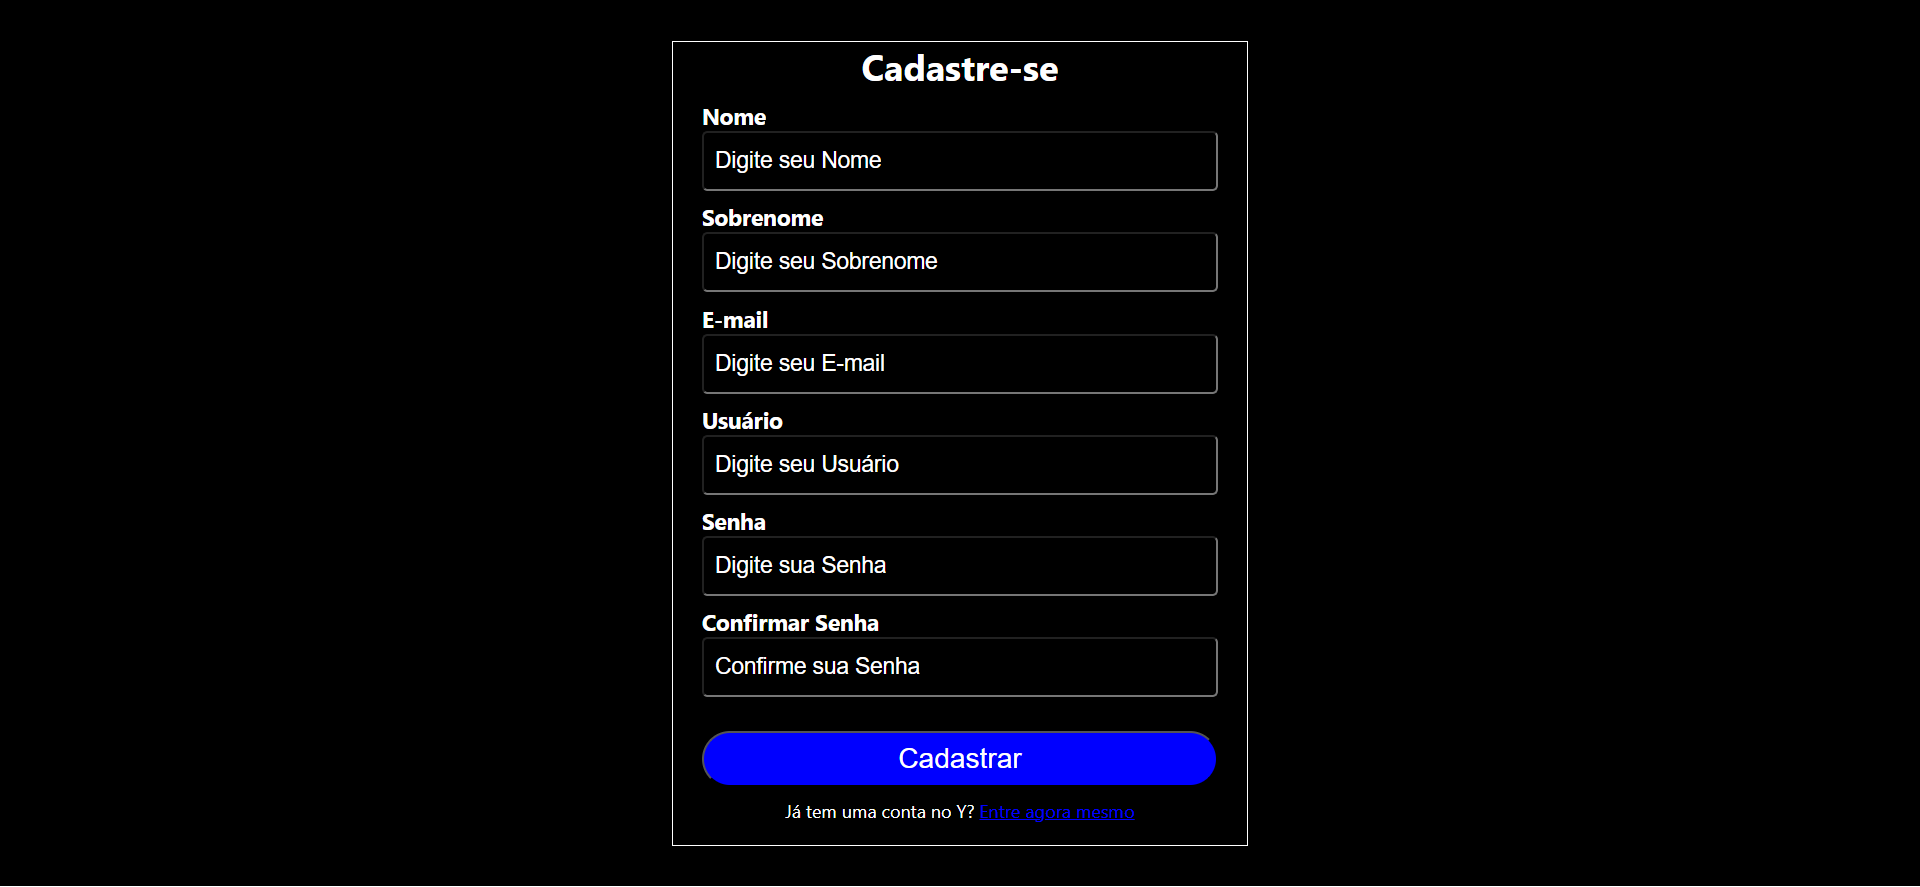 Cadastre-se
Nome
Digite seu Nome
Sobrenome
Digite seu Sobrenome
E-mail
Digite seu E-mail
Usuário
Digite seu Usuário
Senha
Digite sua Senha
Confirmar Senha
Confirme sua Senha
Cadastrar
Já tem uma conta no Y? Entre agora mesmo